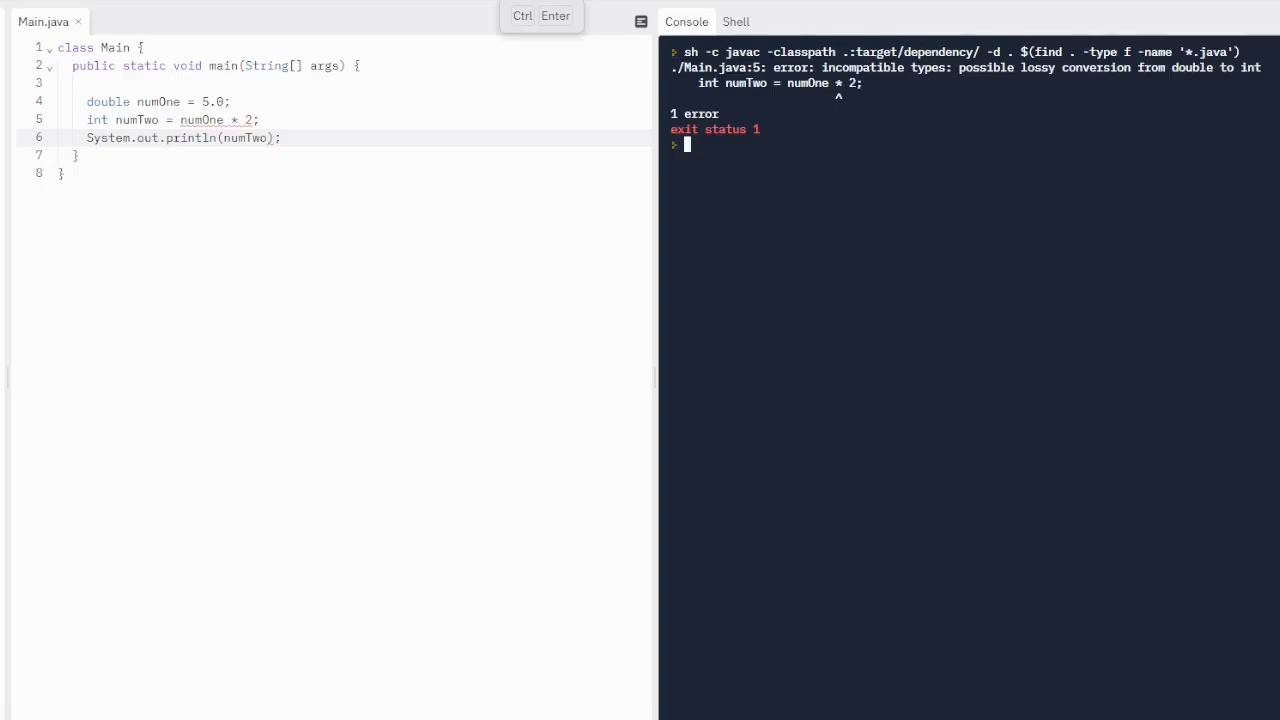 Main.java ×
Ctrl Enter
Console Shell
1 class Main {
2 public static void main(String[] args) {
3
4 double numOne = 5.0;
5 int numTwo = numOne * 2;
6 System.out.println(numTwo);
7 }
8 }
sh -c javac -classpath .:target/dependency/ -d . $(find . -type f -name '*.java')
./Main.java:5: error: incompatible types: possible lossy conversion from double to int
int numTwo = numOne * 2;
^
1 error
exit status 1